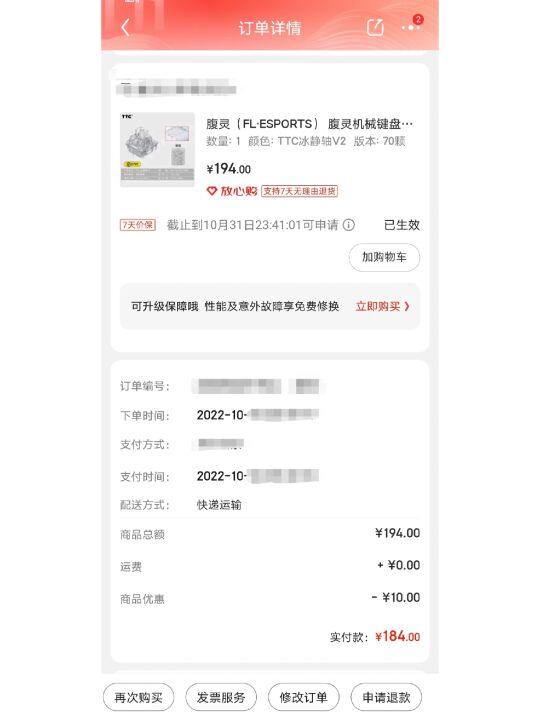 订单详情
2
TTC
腹灵（FL·ESPORTS） 腹灵机械键盘…
数量: 1 颜色: TTC冰静轴V2 版本: 70颗
¥194.00
放心购 支持7天无理由退货
7天价保 截止到10月31日23:41:01可申请 已生效
加购物车
可升级保障哦 性能及意外故障享免费修换 立即购买
订单编号:
下单时间: 2022-10-
支付方式:
支付时间: 2022-10-
配送方式: 快递运输
商品总额 ¥194.00
运费 + ¥0.00
商品优惠 - ¥10.00
实付款: ¥184.00
再次购买 发票服务 修改订单 申请退款